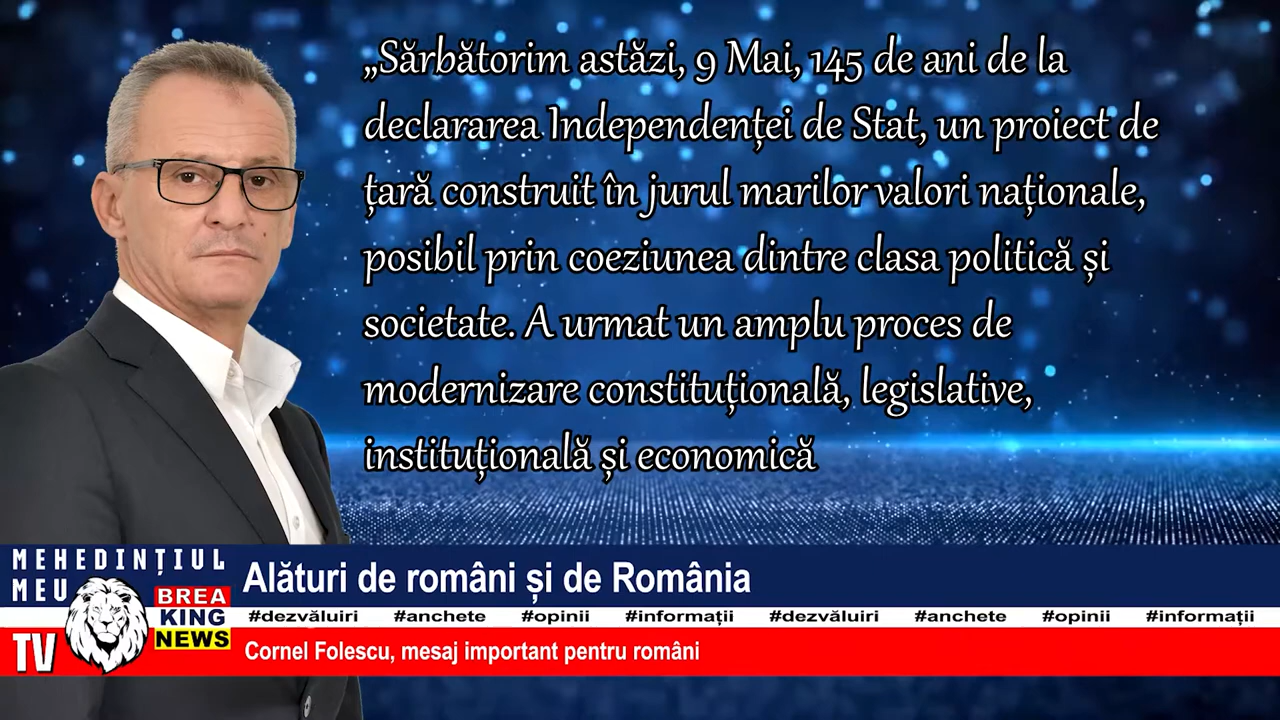 „Sărbătorim astăzi, 9 Mai, 145 de ani de la
declararea Independenței de Stat, un proiect de
țară construit în jurul marilor valori naționale,
posibil prin coeziunea dintre clasa politică și
societate. A urmat un amplu proces de
modernizare constituțională, legislative,
instituțională și economică
MEHEDINȚIUL
MEU
TV
BREA
KING
NEWS
Alături de români și de România
#dezvăluiri #anchete #opinii #informații #dezvăluiri #anchete #opinii #informații
Cornel Folescu, mesaj important pentru români